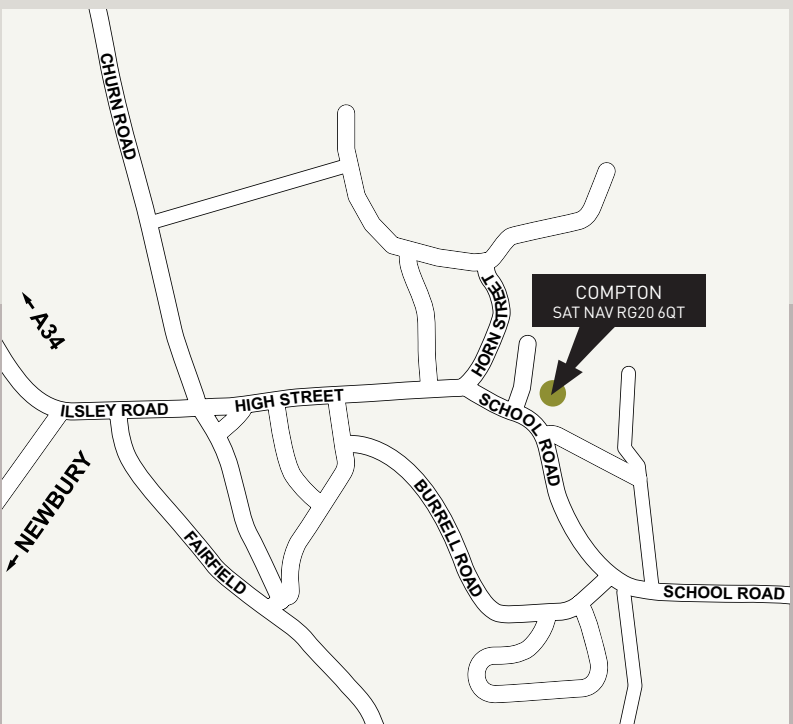 CHURN ROAD
COMPTON
SAT NAV RG20 6QT
HORN STREET
A34
ILSLEY ROAD
HIGH STREET
SCHOOL ROAD
NEWBURY
BURRELL ROAD
FAIRFIELD
SCHOOL ROAD